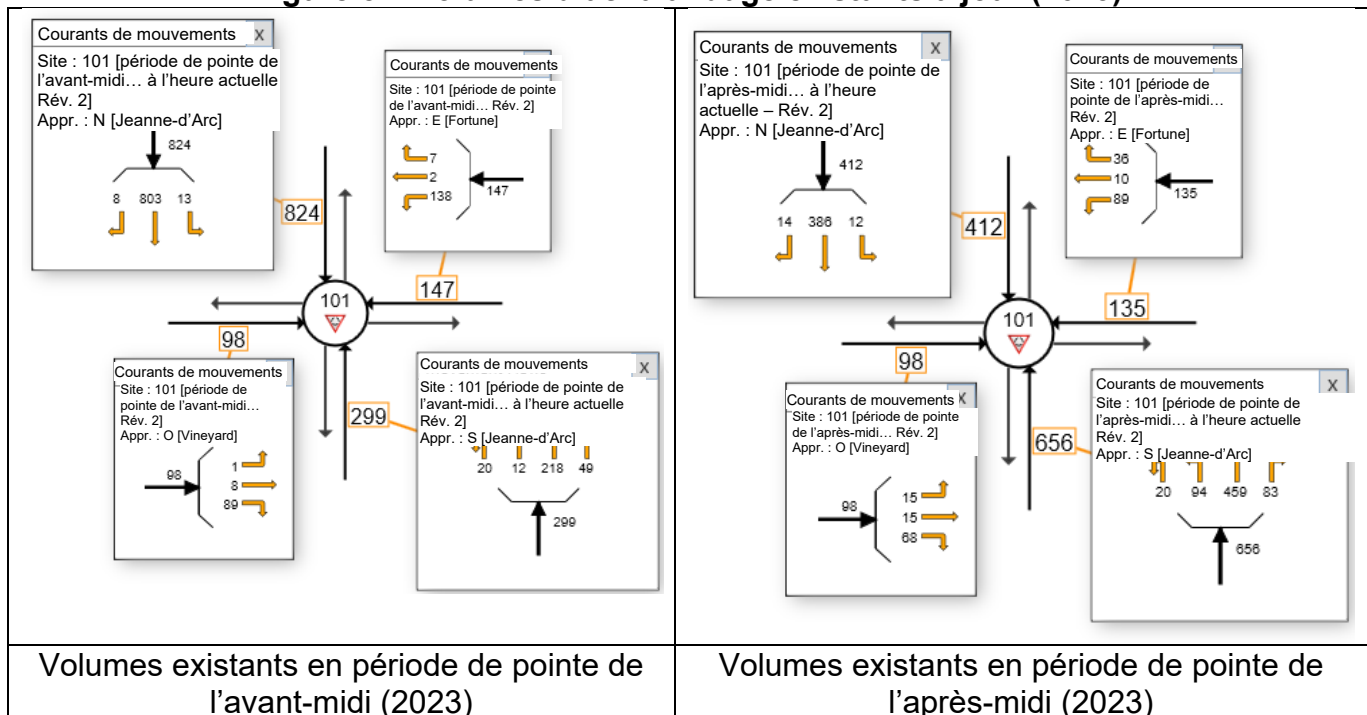 Courants de mouvements x
Site : 101 [période de pointe de
l’avant-midi… à l’heure actuelle
Rév. 2]
Appr. : N [Jeanne-d’Arc]
824
8 803 13
824
Courants de mouvements
Site : 101 [période de pointe
de l’avant-midi… Rév. 2]
Appr. : E [Fortune]
7
2
138
147
147
101
98
Courants de mouvements
Site : 101 [période de
pointe de l’avant-midi…
Rév. 2]
Appr. : O [Vineyard]
98
1
8
89
299
Courants de mouvements x
Site : 101 [période de pointe de
l’avant-midi… à l’heure actuelle
Rév. 2]
Appr. : S [Jeanne-d’Arc]
20 12 218 49
299
Volumes existants en période de pointe de
l’avant-midi (2023)
Courants de mouvements x
Site : 101 [période de pointe de
l’après-midi… à l’heure
actuelle – Rév. 2]
Appr. : N [Jeanne-d’Arc]
412
14 386 12
412
Courants de mouvements
Site : 101 [période de
pointe de l’après-midi…
Rév. 2]
Appr. : E [Fortune]
36
10
89
135
135
101
98
Courants de mouvements x
Site : 101 [période de pointe
de l’après-midi… Rév. 2]
Appr. : O [Vineyard]
98
15
15
68
656
Courants de mouvements x
Site : 101 [période de pointe de
l’après-midi… à l’heure actuelle
Rév. 2]
Appr. : S [Jeanne-d’Arc]
20 94 459 83
656
Volumes existants en période de pointe de
l’après-midi (2023)